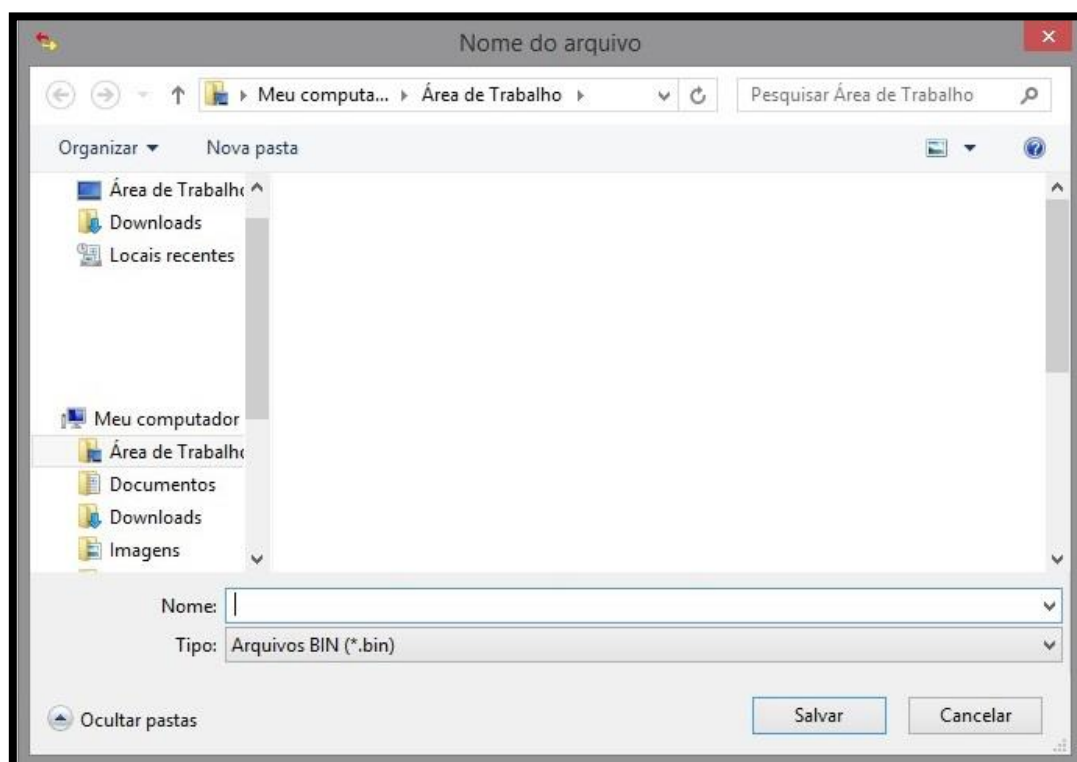 Nome do arquivo
Meu computa... Área de Trabalho
Pesquisar Área de Trabalho
Organizar Nova pasta
Área de Trabalho
Downloads
Locais recentes
Meu computador
Área de Trabalho
Documentos
Downloads
Imagens
Nome:
Tipo: Arquivos BIN (*.bin)
Ocultar pastas
Salvar Cancelar